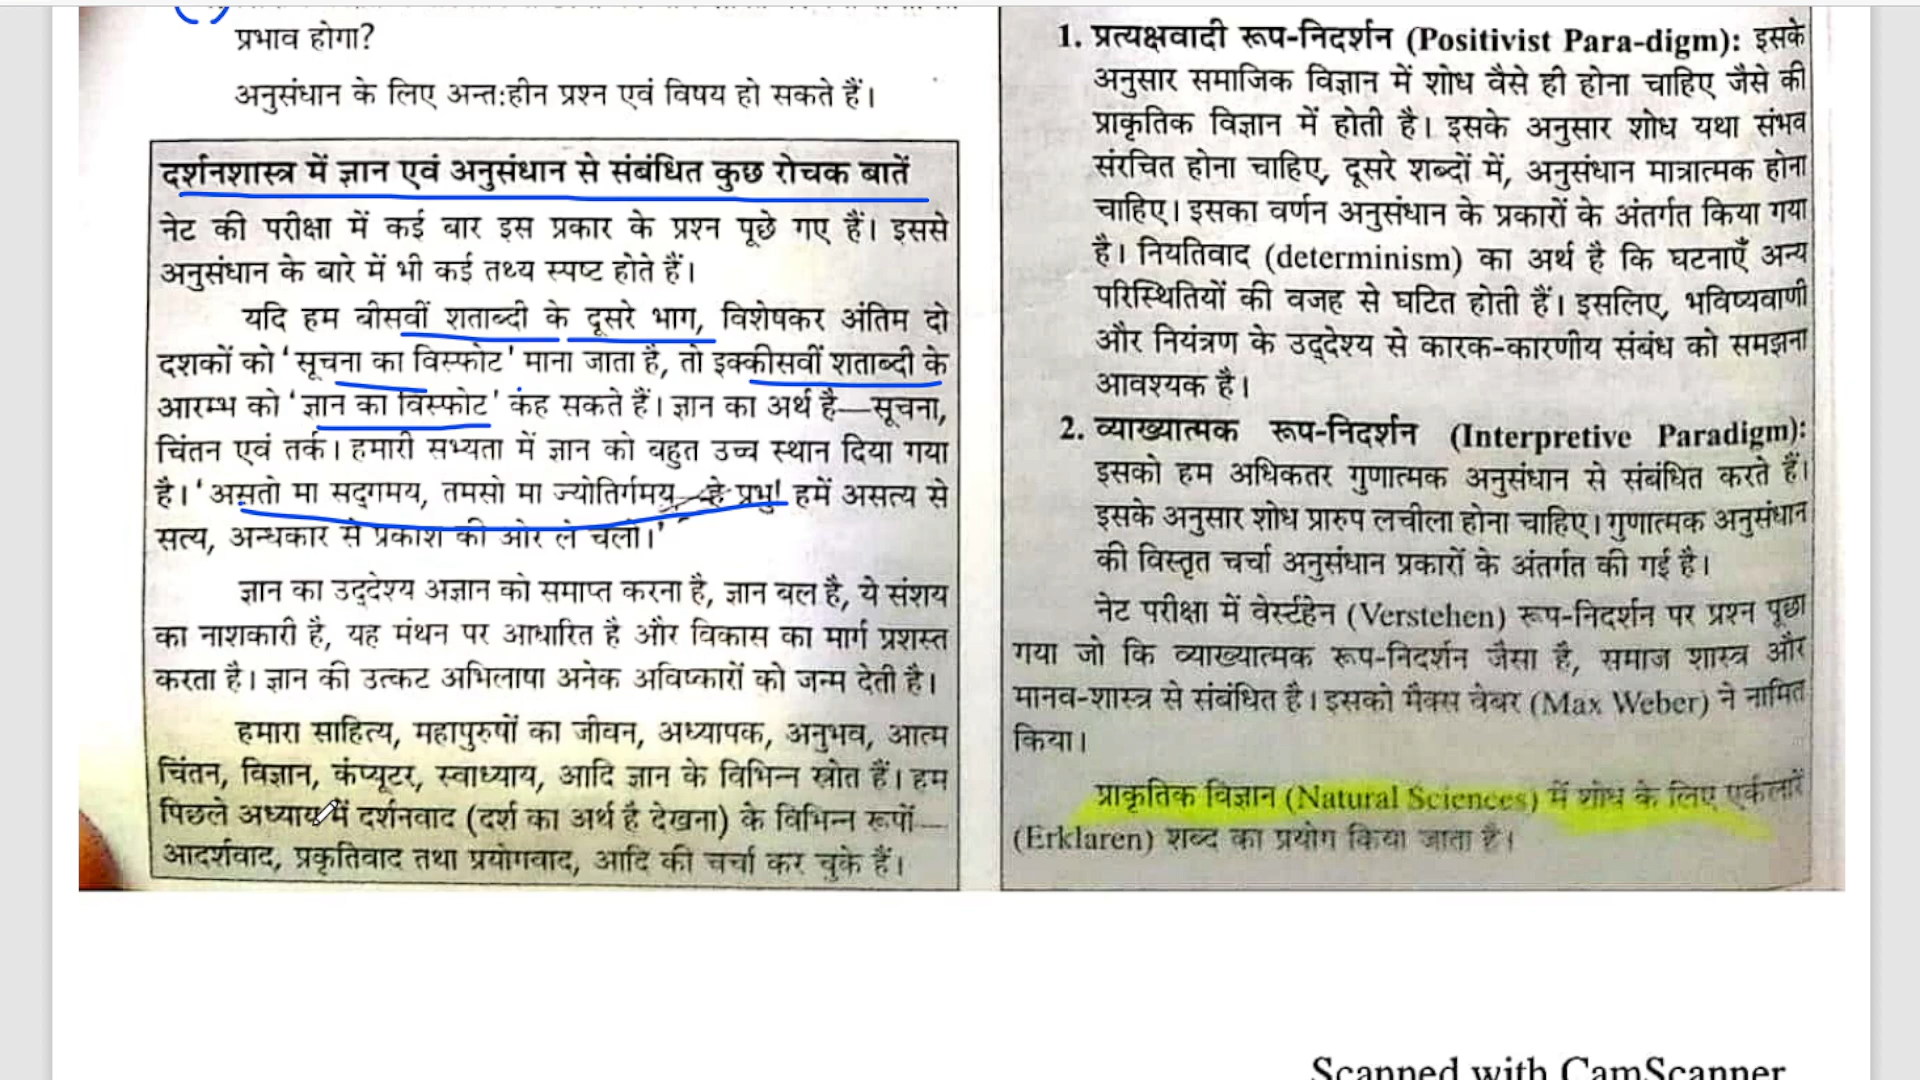 प्रभाव होगा?
अनुसंधान के लिए अन्तःहीन प्रश्न एवं विषय हो सकते हैं।
दर्शनशास्त्र में ज्ञान एवं अनुसंधान से संबंधित कुछ रोचक बातें
नेट की परीक्षा में कई बार इस प्रकार के प्रश्न पूछे गए हैं। इससे
अनुसंधान के बारे में भी कई तथ्य स्पष्ट होते हैं।
यदि हम बीसवीं शताब्दी के दूसरे भाग, विशेषकर अंतिम दो
दशकों को 'सूचना का विस्फोट' माना जाता है, तो इक्कीसवीं शताब्दी के
आरम्भ को 'ज्ञान का विस्फोट' कह सकते हैं। ज्ञान का अर्थ है—सूचना,
चिंतन एवं तर्क। हमारी सभ्यता में ज्ञान को बहुत उच्च स्थान दिया गया
है। 'असतो मा सद्गमय, तमसो मा ज्योतिर्गमय—हे प्रभु! हमें असत्य से
सत्य, अन्धकार से प्रकाश की ओर ले चलो।'
ज्ञान का उद्देश्य अज्ञान को समाप्त करना है, ज्ञान बल है, ये संशय
का नाशकारी है, यह मंथन पर आधारित है और विकास का मार्ग प्रशस्त
करता है। ज्ञान की उत्कट अभिलाषा अनेक अविष्कारों को जन्म देती है।
हमारा साहित्य, महापुरुषों का जीवन, अध्यापक, अनुभव, आत्म
चिंतन, विज्ञान, कंप्यूटर, स्वाध्याय, आदि ज्ञान के विभिन्न स्रोत हैं। हम
पिछले अध्याय में दर्शनवाद (दर्श का अर्थ है देखना) के विभिन्न रूपों—
आदर्शवाद, प्रकृतिवाद तथा प्रयोगवाद, आदि की चर्चा कर चुके हैं।
1. प्रत्यक्षवादी रूप-निदर्शन (Positivist Para-digm): इसके
अनुसार समाजिक विज्ञान में शोध वैसे ही होना चाहिए जैसे की
प्राकृतिक विज्ञान में होती है। इसके अनुसार शोध यथा संभव
संरचित होना चाहिए, दूसरे शब्दों में, अनुसंधान मात्रात्मक होना
चाहिए। इसका वर्णन अनुसंधान के प्रकारों के अंतर्गत किया गया
है। नियतिवाद (determinism) का अर्थ है कि घटनाएँ अन्य
परिस्थितियों की वजह से घटित होती हैं। इसलिए, भविष्यवाणी
और नियंत्रण के उद्देश्य से कारक-कारणीय संबंध को समझना
आवश्यक है।
2. व्याख्यात्मक रूप-निदर्शन (Interpretive Paradigm):
इसको हम अधिकतर गुणात्मक अनुसंधान से संबंधित करते हैं।
इसके अनुसार शोध प्रारुप लचीला होना चाहिए। गुणात्मक अनुसंधान
की विस्तृत चर्चा अनुसंधान प्रकारों के अंतर्गत की गई है।
नेट परीक्षा में वेर्स्टहेन (Verstehen) रूप-निदर्शन पर प्रश्न पूछा
गया जो कि व्याख्यात्मक रूप-निदर्शन जैसा है, समाज शास्त्र और
मानव-शास्त्र से संबंधित है। इसको मैक्स वेबर (Max Weber) ने नामित
किया।
प्राकृतिक विज्ञान (Natural Sciences) में शोध के लिए एर्कलारें
(Erklaren) शब्द का प्रयोग किया जाता है।
Scanned with CamScanner